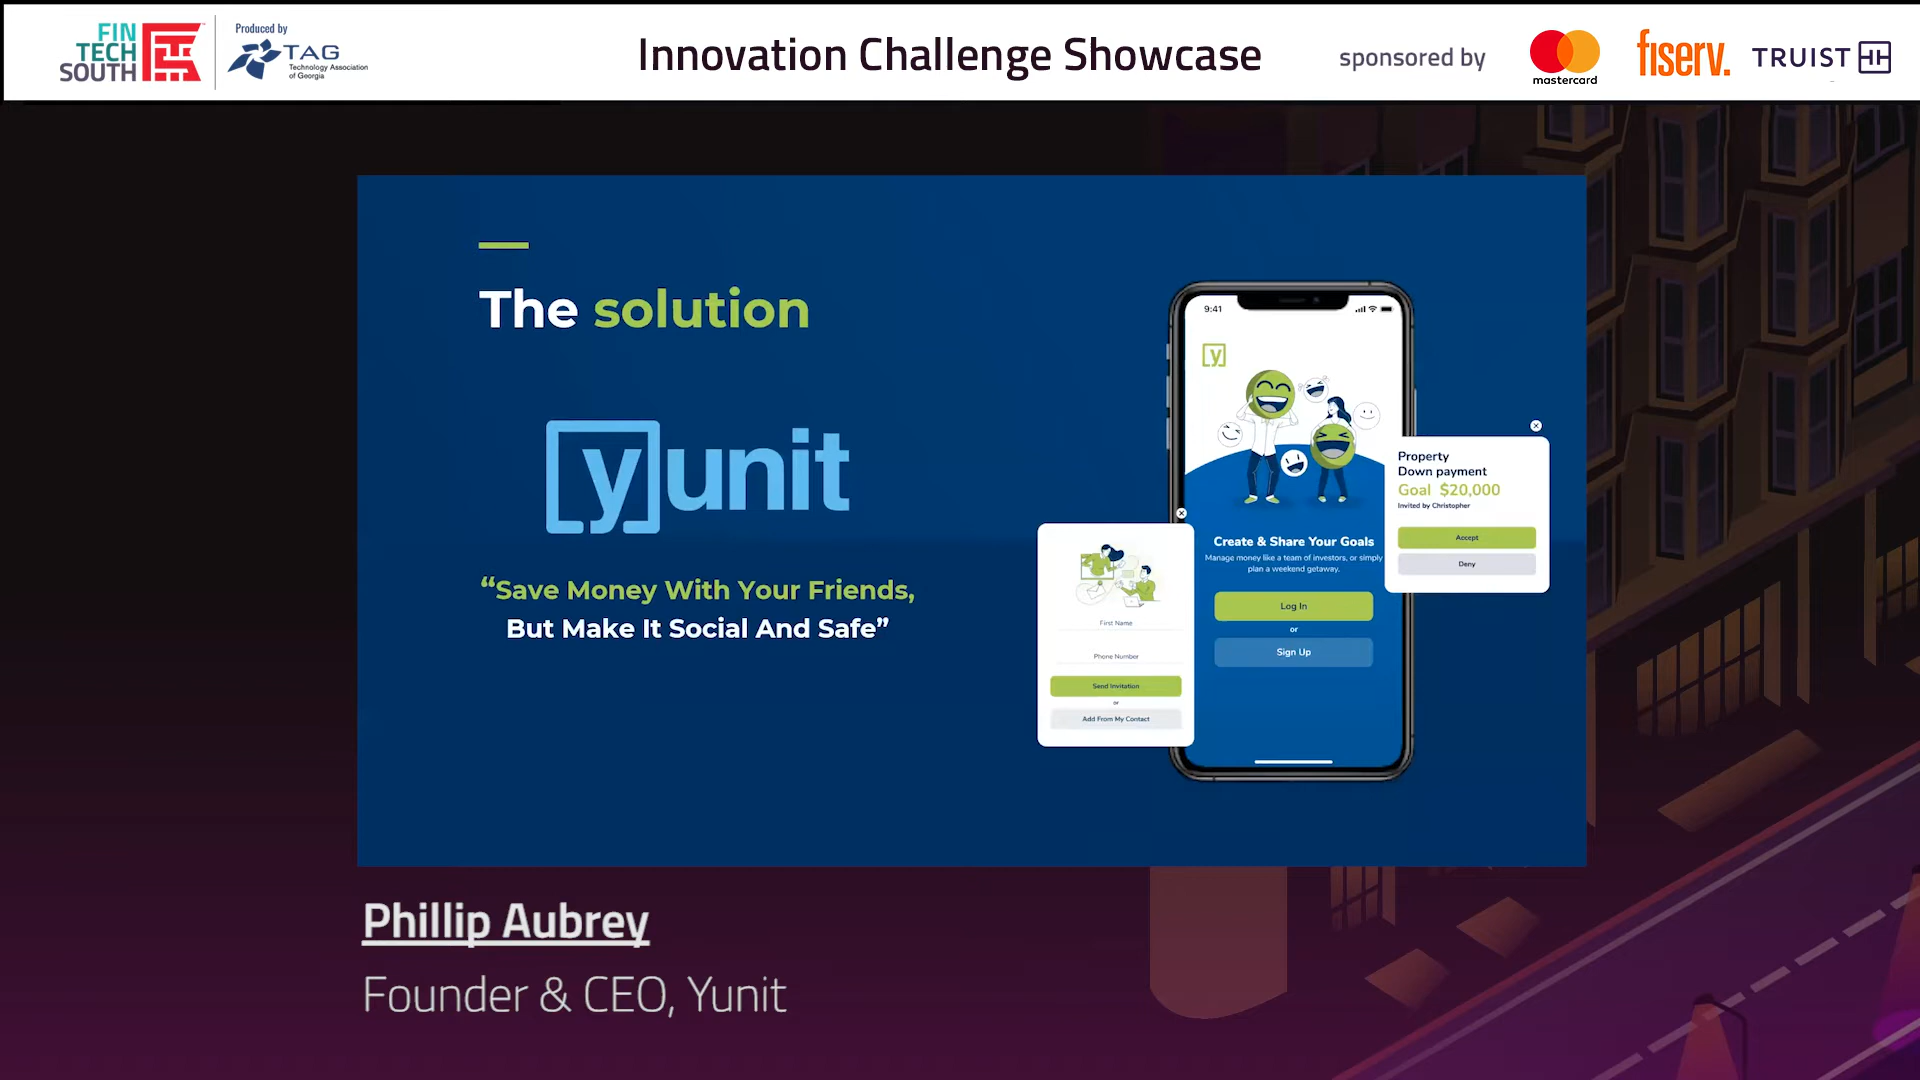 FIN
TECH
SOUTH
Produced by
TAG
Technology Association
of Georgia
Innovation Challenge Showcase
sponsored by
mastercard
fiserv.
TRUIST
The solution
yunit
“Save Money With Your Friends,
But Make It Social And Safe”
9:41
y
Create & Share Your Goals
Manage money like a team of investors, or simply
plan a weekend getaway.
Log In
or
Sign Up
First Name
Phone Number
Send Invitation
or
Add From My Contact
Property
Down payment
Goal $20,000
Invited by Christopher
Accept
Deny
Phillip Aubrey
Founder & CEO, Yunit